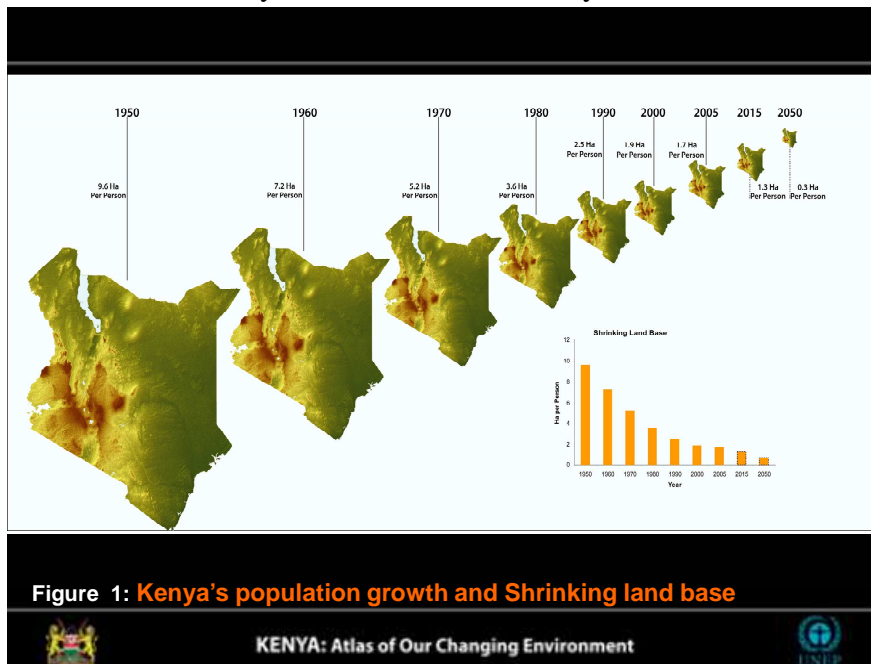 1950 1960 1970 1980 1990 2000 2005 2015 2050
9.6 Ha
Per Person
7.2 Ha
Per Person
5.2 Ha
Per Person
3.6 Ha
Per Person
2.5 Ha
Per Person
1.9 Ha
Per Person
1.7 Ha
Per Person
1.3 Ha
Per Person
0.3 Ha
Per Person
Shrinking Land Base
Ha per Person
12
10
8
6
4
2
0
1950 1960 1970 1980 1990 2000 2005 2015 2050
Year
Figure 1: Kenya's population growth and Shrinking land base
KENYA: Atlas of Our Changing Environment
UNEP